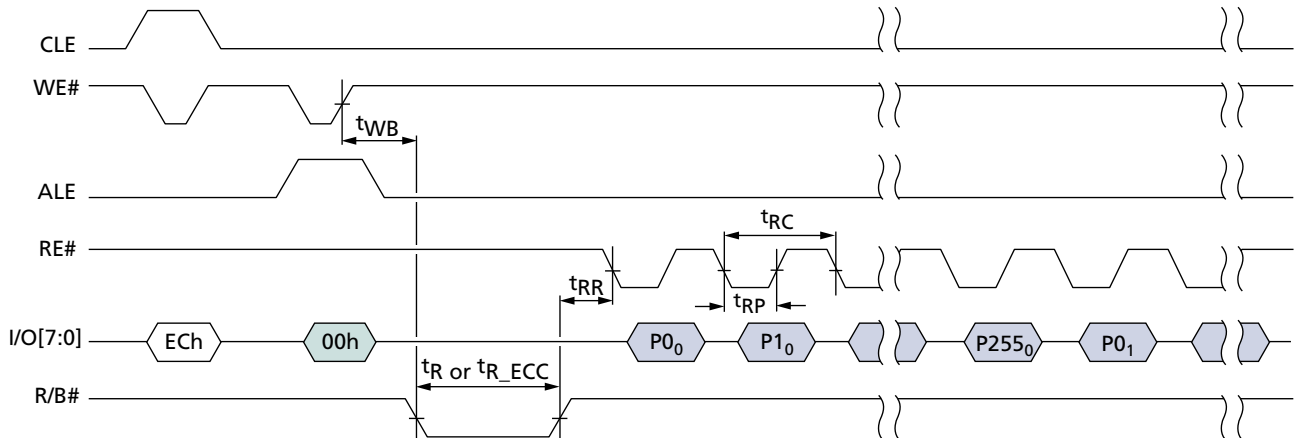 CLE
WE#
tWB
ALE
RE#
tRC
tRR
tRP
I/O[7:0]
ECh
00h
P0₀
P1₀
P255₀
P0₁
tR or tR_ECC
R/B#